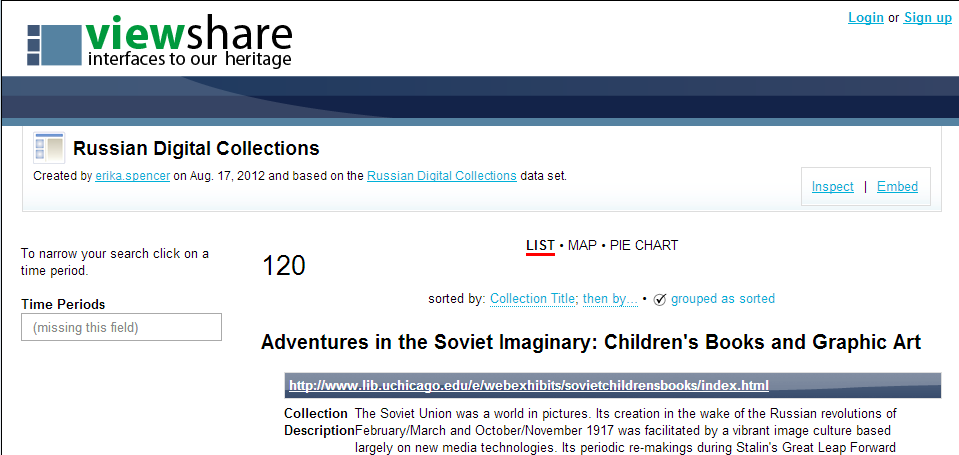 Login or Sign up
viewshare
interfaces to our heritage
Russian Digital Collections
Created by erika.spencer on Aug. 17, 2012 and based on the Russian Digital Collections data set.
Inspect | Embed
To narrow your search click on a
time period.
Time Periods
(missing this field)
LIST • MAP • PIE CHART
120
sorted by: Collection Title; then by... • grouped as sorted
Adventures in the Soviet Imaginary: Children's Books and Graphic Art
http://www.lib.uchicago.edu/e/webexhibits/sovietchildrensbooks/index.html
Collection The Soviet Union was a world in pictures. Its creation in the wake of the Russian revolutions of
Description February/March and October/November 1917 was facilitated by a vibrant image culture based
largely on new media technologies. Its periodic re-makings during Stalin's Great Leap Forward